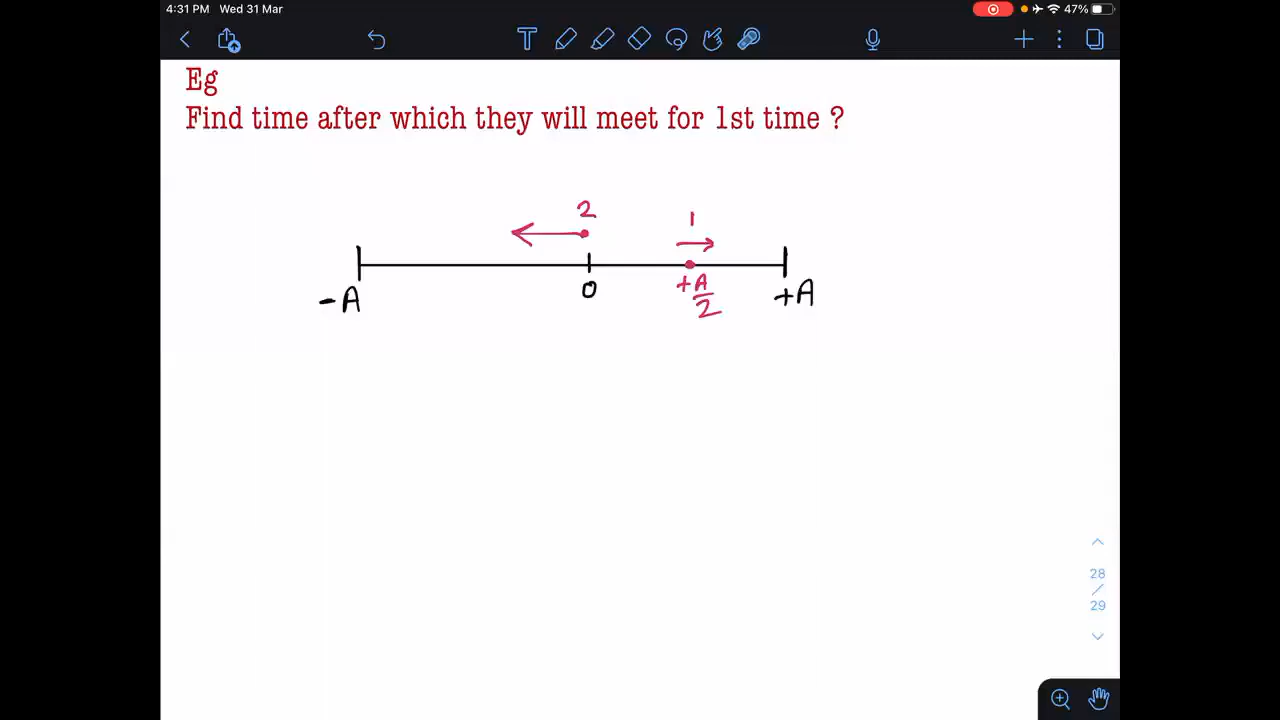 4:31 PM Wed 31 Mar 47%
T
Eg
Find time after which they will meet for 1st time ?
2 1
-A 0 +A/2 +A
28
/
29